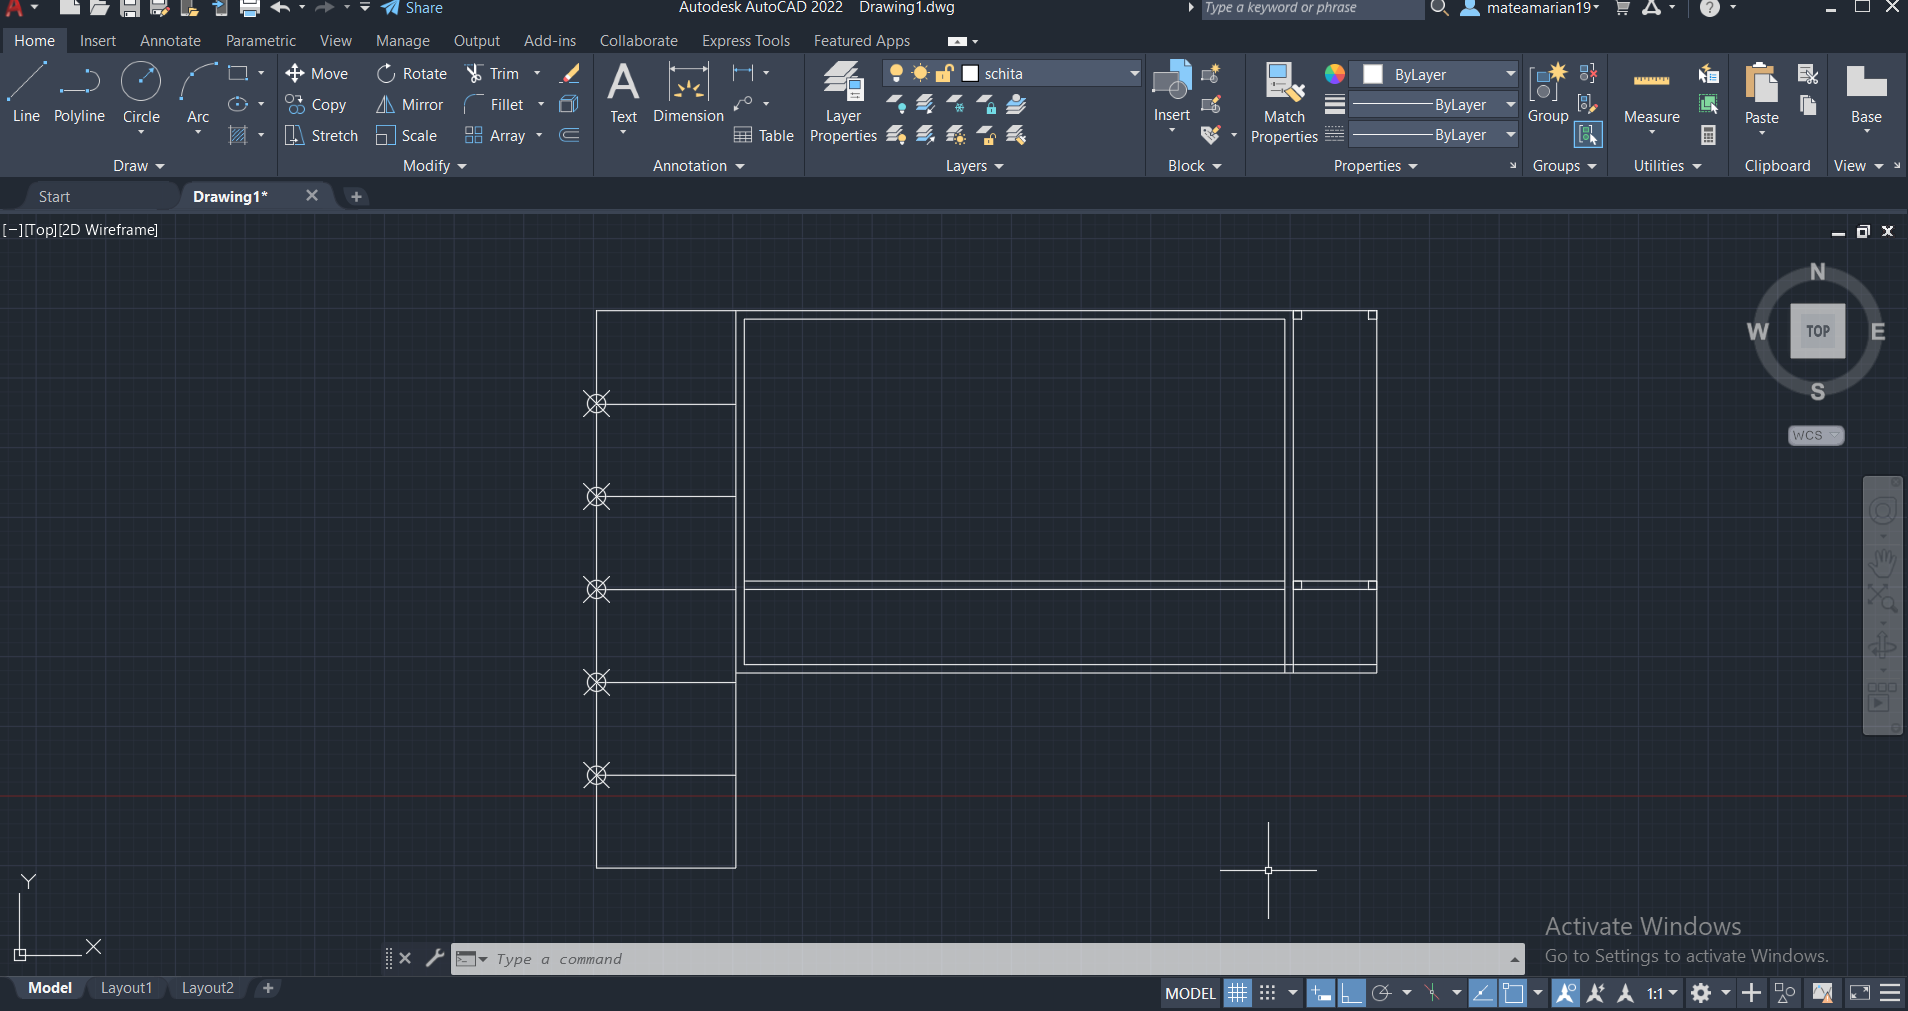 Share
Autodesk AutoCAD 2022 Drawing1.dwg
Type a keyword or phrase
mateamarian19
Home Insert Annotate Parametric View Manage Output Add-ins Collaborate Express Tools Featured Apps
Line Polyline Circle Arc
Draw
Move Rotate Trim
Copy Mirror Fillet
Stretch Scale Array
Modify
Text Dimension Table
Annotation
Layer Properties
schita
Layers
Insert
Block
Match Properties
ByLayer
ByLayer
ByLayer
Properties
Group
Groups
Measure
Utilities
Paste
Clipboard
Base
View
Start Drawing1*
[−][Top][2D Wireframe]
N
W TOP E
S
WCS
Y
X
Activate Windows
Go to Settings to activate Windows.
Type a command
Model Layout1 Layout2
MODEL 1:1